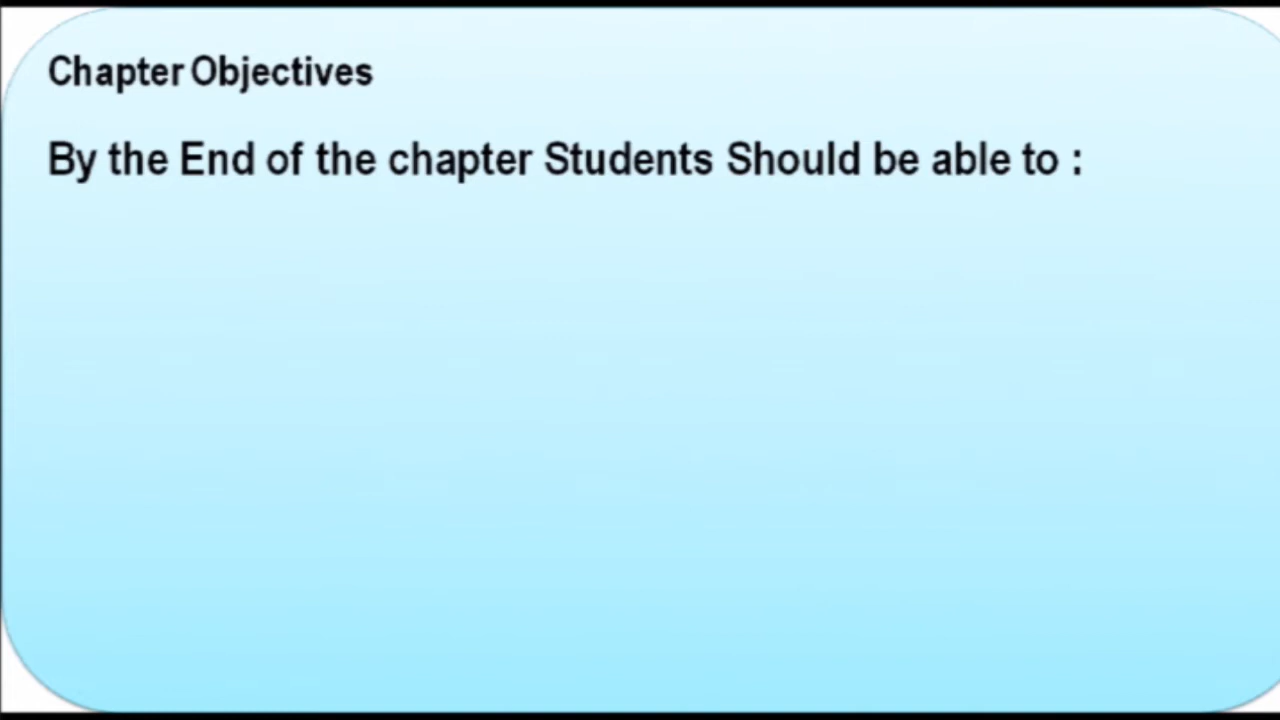 Chapter Objectives
By the End of the chapter Students Should be able to :